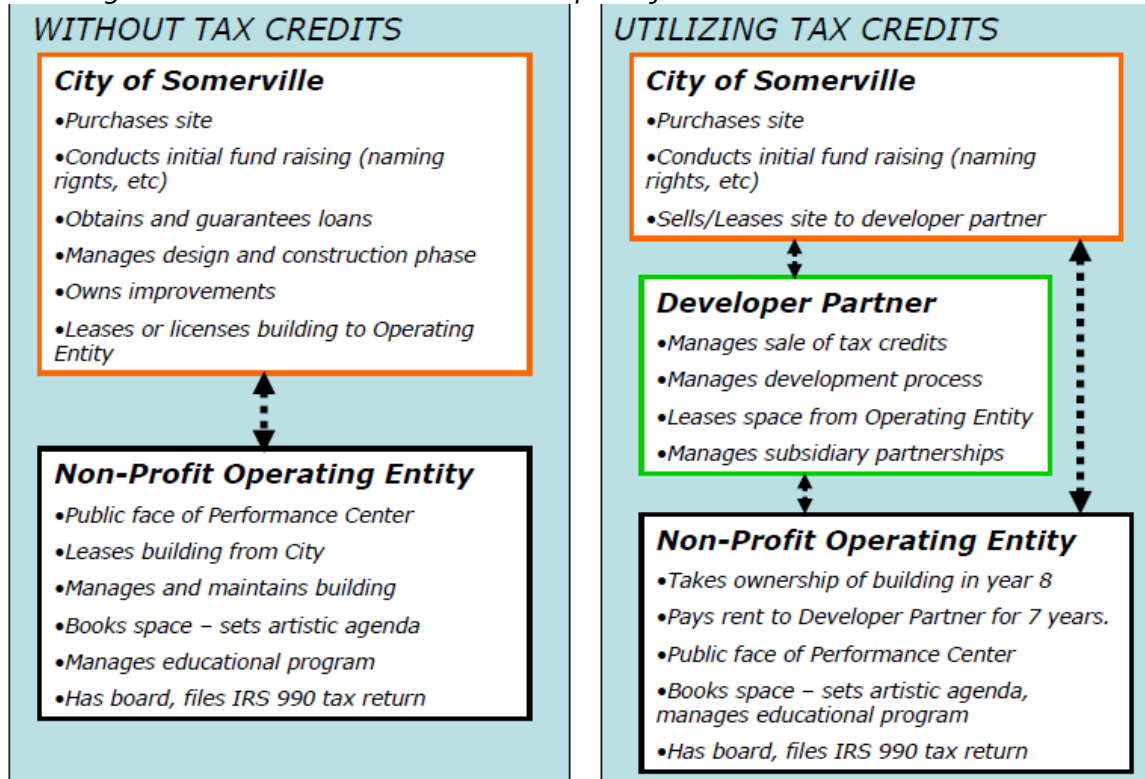 WITHOUT TAX CREDITS
City of Somerville
•Purchases site
•Conducts initial fund raising (naming
rignts, etc)
•Obtains and guarantees loans
•Manages design and construction phase
•Owns improvements
•Leases or licenses building to Operating
Entity
Non-Profit Operating Entity
•Public face of Performance Center
•Leases building from City
•Manages and maintains building
•Books space – sets artistic agenda
•Manages educational program
•Has board, files IRS 990 tax return
UTILIZING TAX CREDITS
City of Somerville
•Purchases site
•Conducts initial fund raising (naming
rights, etc)
•Sells/Leases site to developer partner
Developer Partner
•Manages sale of tax credits
•Manages development process
•Leases space from Operating Entity
•Manages subsidiary partnerships
Non-Profit Operating Entity
•Takes ownership of building in year 8
•Pays rent to Developer Partner for 7 years.
•Public face of Performance Center
•Books space – sets artistic agenda,
manages educational program
•Has board, files IRS 990 tax return